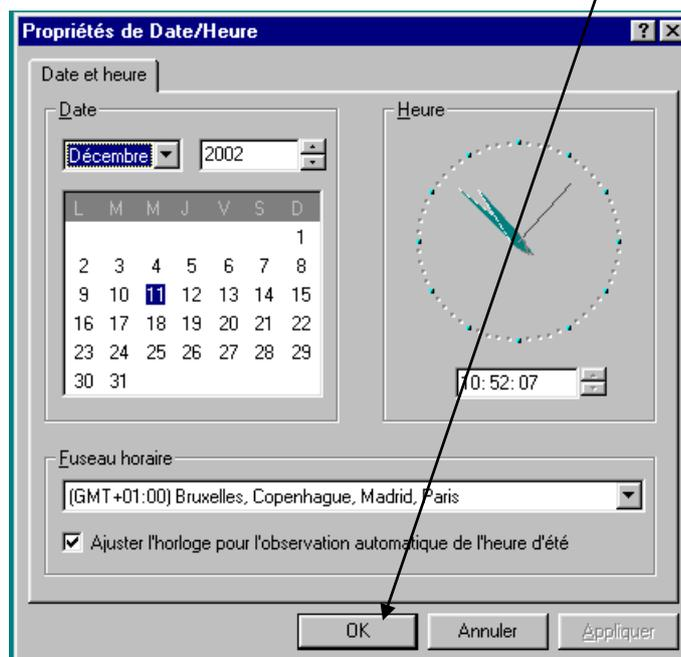 Propriétés de Date/Heure
? ×
Date et heure
Date
Décembre 2002
L M M J V S D
1
2 3 4 5 6 7 8
9 10 11 12 13 14 15
16 17 18 19 20 21 22
23 24 25 26 27 28 29
30 31
Heure
10:52:07
Fuseau horaire
(GMT+01:00) Bruxelles, Copenhague, Madrid, Paris
Ajuster l'horloge pour l'observation automatique de l'heure d'été
OK Annuler Appliquer